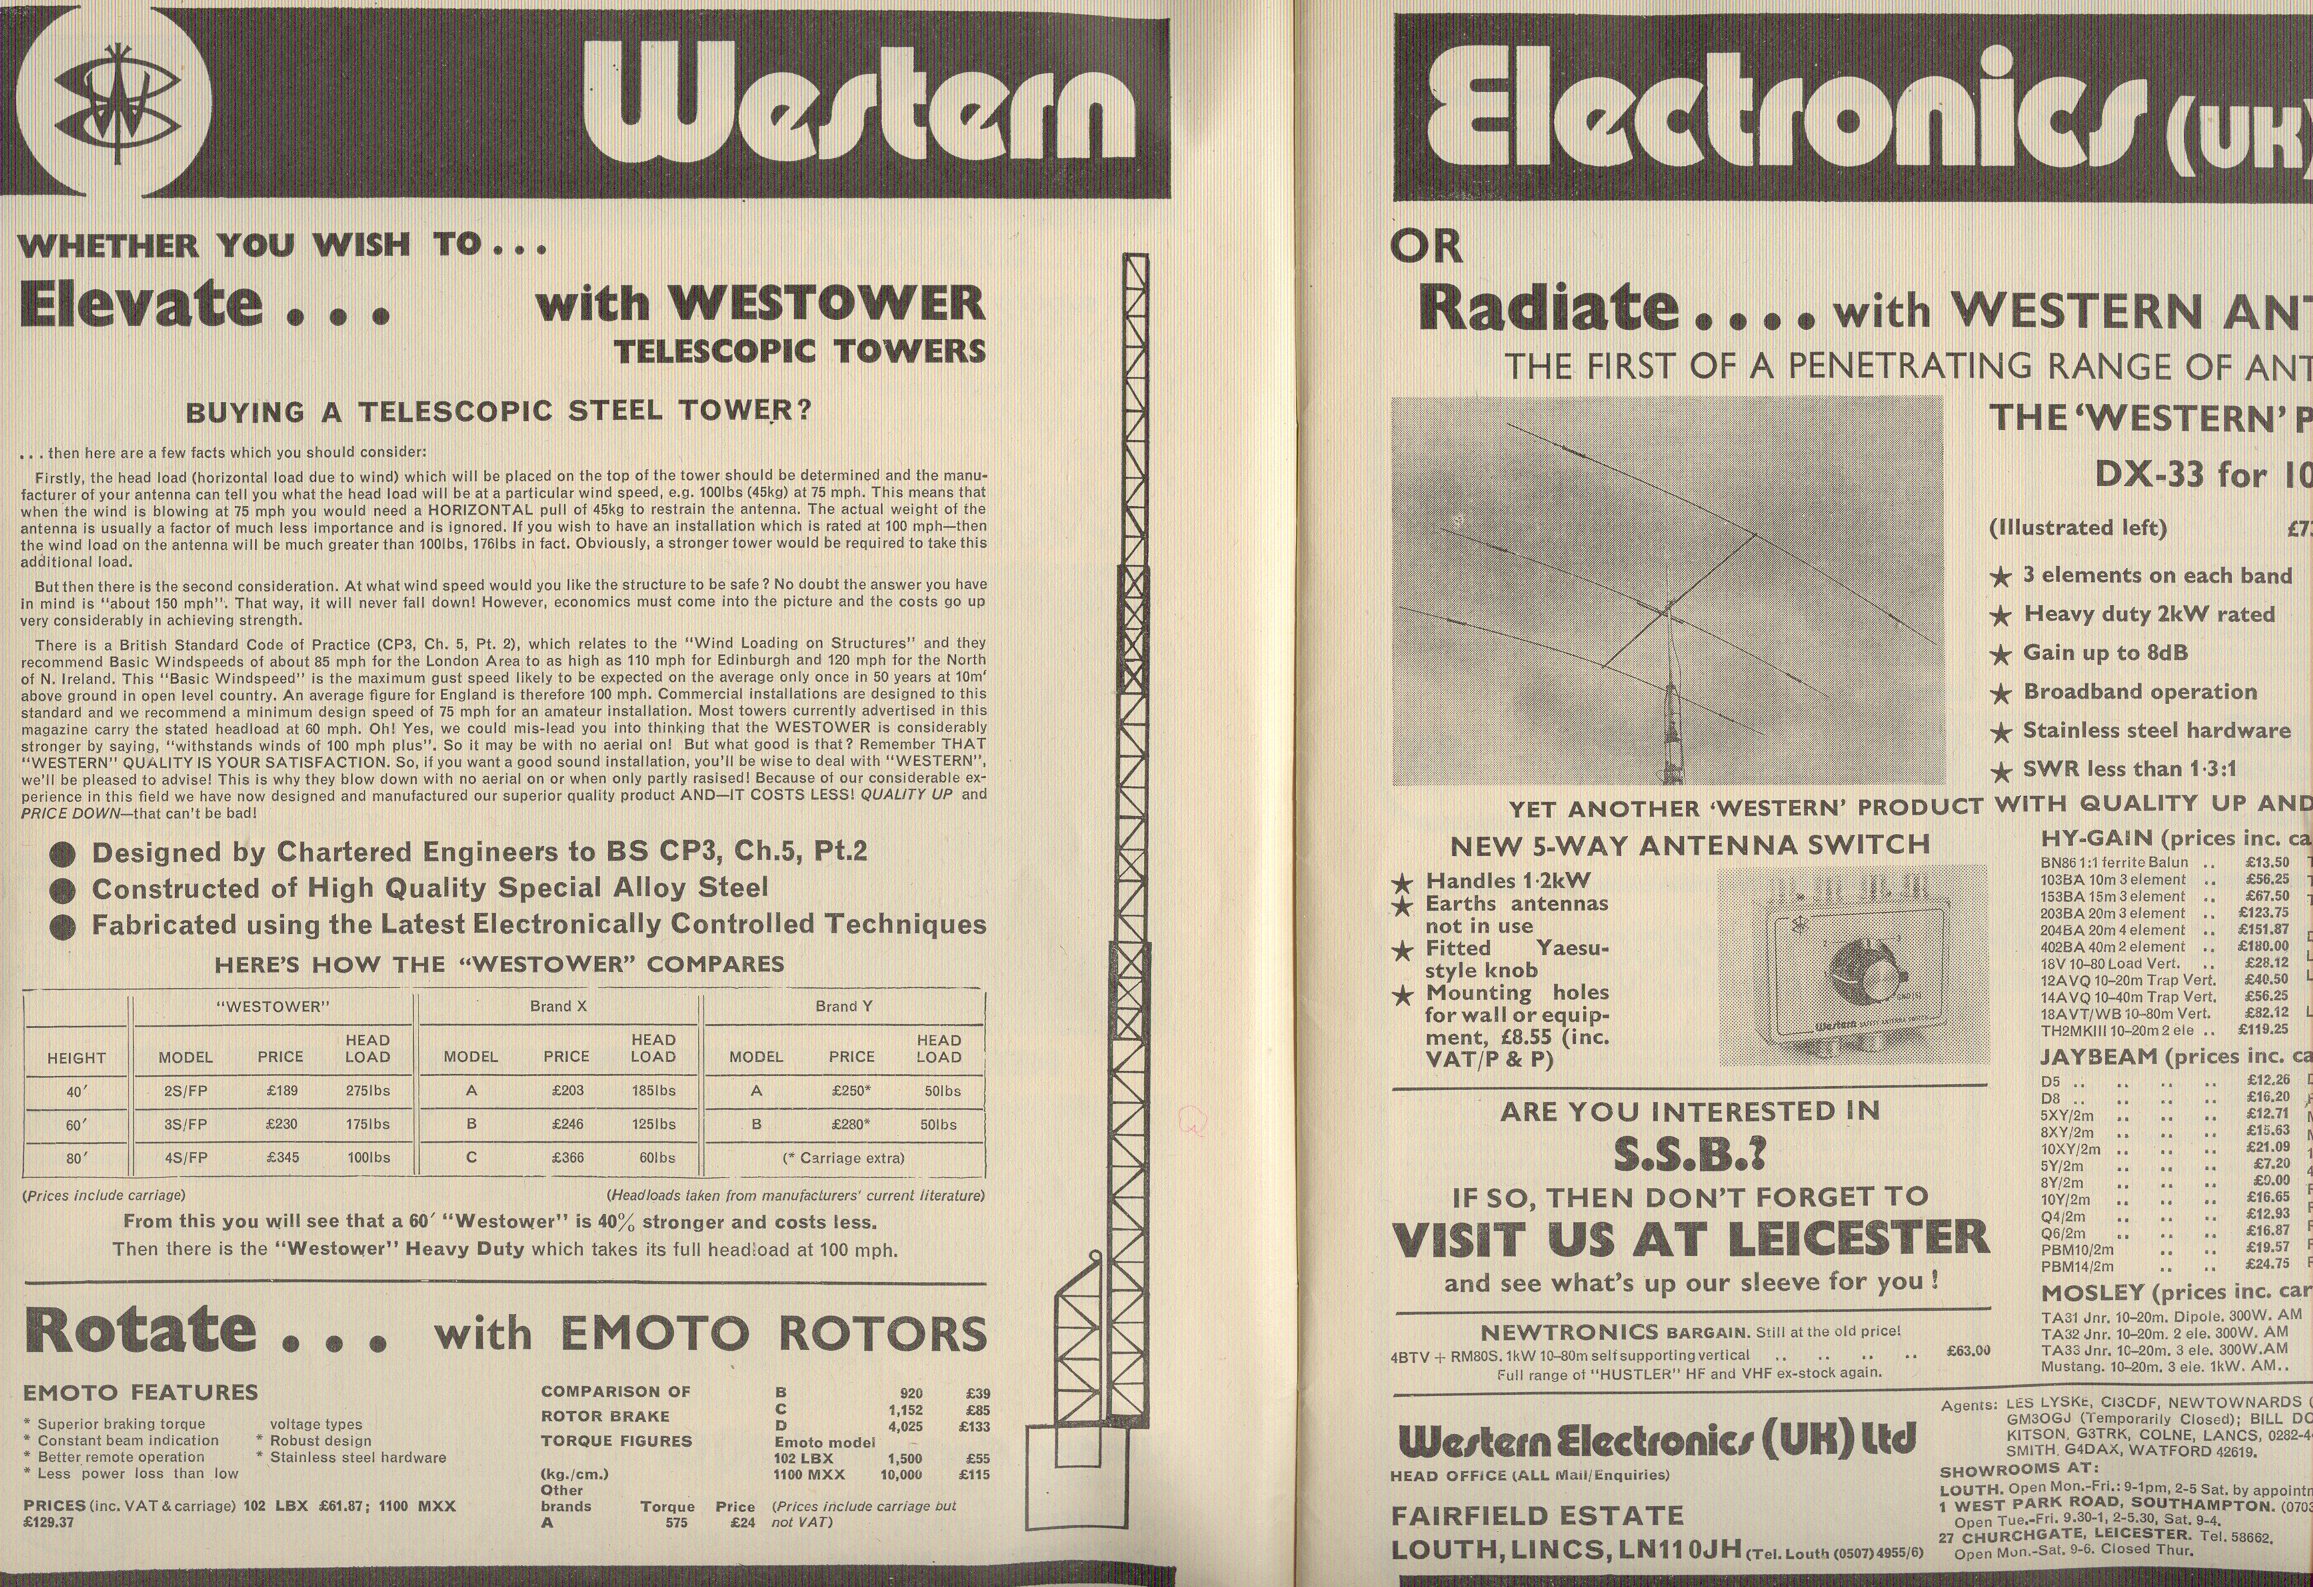 Western
WHETHER YOU WISH TO...
Elevate... with WESTOWER
TELESCOPIC TOWERS
BUYING A TELESCOPIC STEEL TOWER?
...then here are a few facts which you should consider:
Firstly, the head load (horizontal load due to wind) which will be placed on the top of the tower should be determined and the manu-
facturer of your antenna can tell you what the head load will be at a particular wind speed, e.g. 100lbs (45kg) at 75 mph. This means that
when the wind is blowing at 75 mph you would need a HORIZONTAL pull of 45kg to restrain the antenna. The actual weight of the
antenna is usually a factor of much less importance and is ignored. If you wish to have an installation which is rated at 100 mph—then
the wind load on the antenna will be much greater than 100lbs, 176lbs in fact. Obviously, a stronger tower would be required to take this
additional load.
But then there is the second consideration. At what wind speed would you like the structure to be safe? No doubt the answer you have
in mind is "about 150 mph". That way, it will never fall down! However, economics must come into the picture and the costs go up
very considerably in achieving strength.
There is a British Standard Code of Practice (CP3, Ch. 5, Pt. 2), which relates to the "Wind Loading on Structures" and they
recommend Basic Windspeeds of about 85 mph for the London Area to as high as 110 mph for Edinburgh and 120 mph for the North
of N. Ireland. This "Basic Windspeed" is the maximum gust speed likely to be expected on the average only once in 50 years at 10m'
above ground in open level country. An average figure for England is therefore 100 mph. Commercial installations are designed to this
standard and we recommend a minimum design speed of 75 mph for an amateur installation. Most towers currently advertised in this
magazine carry the stated headload at 60 mph. Oh! Yes, we could mis-lead you into thinking that the WESTOWER is considerably
stronger by saying, "withstands winds of 100 mph plus". So it may be with no aerial on! But what good is that? Remember THAT
"WESTERN" QUALITY IS YOUR SATISFACTION. So, if you want a good sound installation, you'll be wise to deal with "WESTERN",
we'll be pleased to advise! This is why they blow down with no aerial on or when only partly rasised! Because of our considerable ex-
perience in this field we have now designed and manufactured our superior quality product AND—IT COSTS LESS! QUALITY UP and
PRICE DOWN—that can't be bad!
● Designed by Chartered Engineers to BS CP3, Ch.5, Pt.2
● Constructed of High Quality Special Alloy Steel
● Fabricated using the Latest Electronically Controlled Techniques
HERE'S HOW THE "WESTOWER" COMPARES
"WESTOWER" Brand X Brand Y
HEIGHT MODEL PRICE HEAD LOAD MODEL PRICE HEAD LOAD MODEL PRICE HEAD LOAD
40' 2S/FP £189 275lbs A £203 185lbs A £250* 50lbs
60' 3S/FP £230 175lbs B £246 125lbs B £280* 50lbs
80' 4S/FP £345 100lbs C £366 60lbs (* Carriage extra)
(Prices include carriage) (Headloads taken from manufacturers' current literature)
From this you will see that a 60' "Westower" is 40% stronger and costs less.
Then there is the "Westower" Heavy Duty which takes its full headload at 100 mph.
Rotate... with EMOTO ROTORS
EMOTO FEATURES
* Superior braking torque
* Constant beam indication
* Better remote operation
* Less power loss than low
voltage types
* Robust design
* Stainless steel hardware
PRICES (inc. VAT & carriage) 102 LBX £61.87; 1100 MXX
£129.37
COMPARISON OF
ROTOR BRAKE
TORQUE FIGURES
(kg./cm.)
Other
brands Torque Price
A 575 £24
B 920 £39
C 1,152 £85
D 4,025 £133
Emoto model
102 LBX 1,500 £55
1100 MXX 10,000 £115
(Prices include carriage but
not VAT)
Electronics (UK)
OR
Radiate.... with WESTERN ANT
THE FIRST OF A PENETRATING RANGE OF ANT
THE 'WESTERN' P
DX-33 for 10
(Illustrated left) £73
★ 3 elements on each band
★ Heavy duty 2kW rated
★ Gain up to 8dB
★ Broadband operation
★ Stainless steel hardware
★ SWR less than 1·3:1
YET ANOTHER 'WESTERN' PRODUCT WITH QUALITY UP AND
NEW 5-WAY ANTENNA SWITCH
★ Handles 1·2kW
★ Earths antennas
not in use
★ Fitted Yaesu-
style knob
★ Mounting holes
for wall or equip-
ment, £8.55 (inc.
VAT/P & P)
Western
ARE YOU INTERESTED IN
S.S.B.?
IF SO, THEN DON'T FORGET TO
VISIT US AT LEICESTER
and see what's up our sleeve for you!
NEWTRONICS BARGAIN. Still at the old price!
4BTV + RM80S. 1kW 10–80m self supporting vertical .. .. .. .. £63.00
Full range of "HUSTLER" HF and VHF ex-stock again.
HY-GAIN (prices inc. ca
BN86 1:1 ferrite Balun .. £13.50
103BA 10m 3 element .. £56.25
153BA 15m 3 element .. £67.50
203BA 20m 3 element .. £123.75
204BA 20m 4 element .. £151.87
402BA 40m 2 element .. £180.00
18V 10–80 Load Vert. .. £28.12
12AVQ 10–20m Trap Vert. £40.50
14AVQ 10–40m Trap Vert. £56.25
18AVT/WB 10–80m Vert. £82.12
TH2MKIII 10–20m 2 ele .. £119.25
JAYBEAM (prices inc. ca
D5 .. .. .. .. £12.26
D8 .. .. .. .. £16.20
5XY/2m .. .. .. £12.71
8XY/2m .. .. .. £15.63
10XY/2m .. .. .. £21.09
5Y/2m .. .. .. £7.20
8Y/2m .. .. ..
10Y/2m .. .. .. £16.65
Q4/2m .. .. .. £12.93
Q6/2m .. .. .. £16.87
PBM10/2m .. .. £19.57
PBM14/2m .. .. £24.75
MOSLEY (prices inc. car
TA31 Jnr. 10–20m. Dipole. 300W. AM
TA32 Jnr. 10–20m. 2 ele. 300W. AM
TA33 Jnr. 10–20m. 3 ele. 300W.AM
Mustang. 10–20m. 3 ele. 1kW. AM..
Western Electronics (UK) Ltd
HEAD OFFICE (ALL Mail/Enquiries)
FAIRFIELD ESTATE
LOUTH, LINCS, LN11 0JH (Tel. Louth (0507) 4955/6)
Agents: LES LYSKE, CI3CDF, NEWTOWNARDS (
GM3OGJ (Temporarily Closed); BILL DO
KITSON, G3TRK, COLNE, LANCS, 0282-4
SMITH, G4DAX, WATFORD 42619.
SHOWROOMS AT:
LOUTH. Open Mon.-Fri.: 9-1pm, 2-5 Sat. by appointm
1 WEST PARK ROAD, SOUTHAMPTON. (0703
Open Tue.-Fri. 9.30-1, 2-5.30, Sat. 9-4.
27 CHURCHGATE, LEICESTER. Tel. 58662.
Open Mon.-Sat. 9-6. Closed Thur.